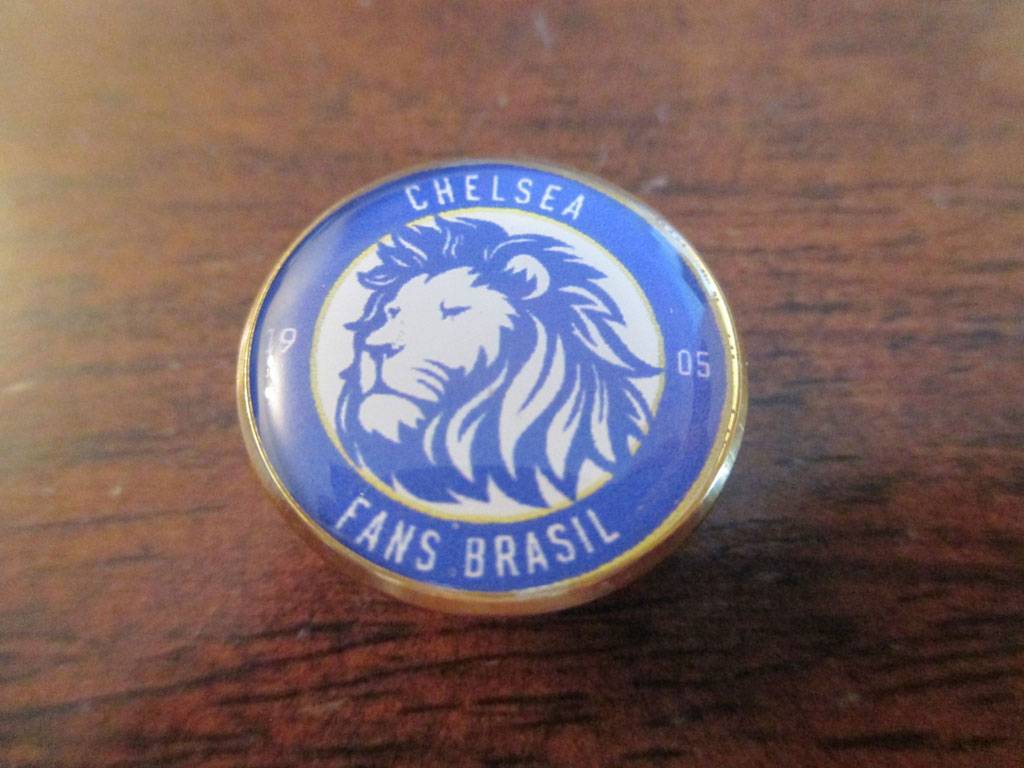 CHELSEA
19
05
FANS BRASIL